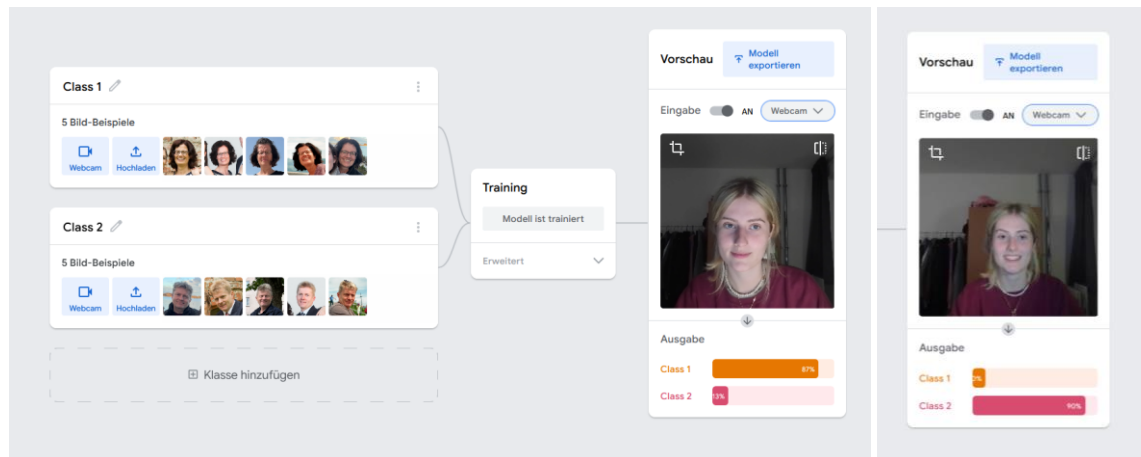 Class 1
5 Bild-Beispiele
Webcam
Hochladen
Class 2
5 Bild-Beispiele
Webcam
Hochladen
Klasse hinzufügen
Training
Modell ist trainiert
Erweitert
Vorschau
Modell
exportieren
Eingabe AN Webcam
Ausgabe
Class 1 87%
Class 2 13%
Vorschau
Modell
exportieren
Eingabe AN Webcam
Ausgabe
Class 1
Class 2 90%